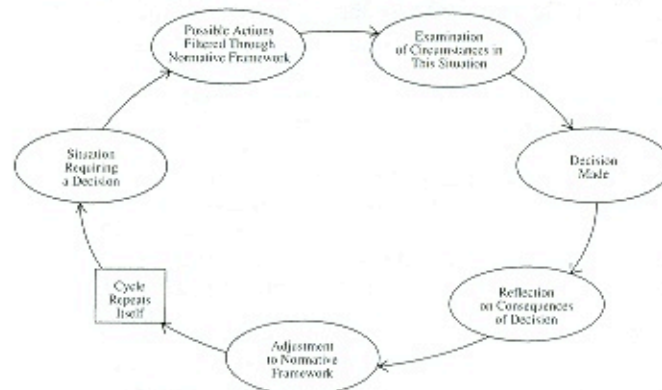 Possible Actions
Filtered Through
Normative Framework
Examination
of Circumstances in
This Situation
Decision
Made
Reflection
on Consequences
of Decision
Adjustment
to Normative
Framework
Cycle
Repeats
Itself
Situation
Requiring
a Decision